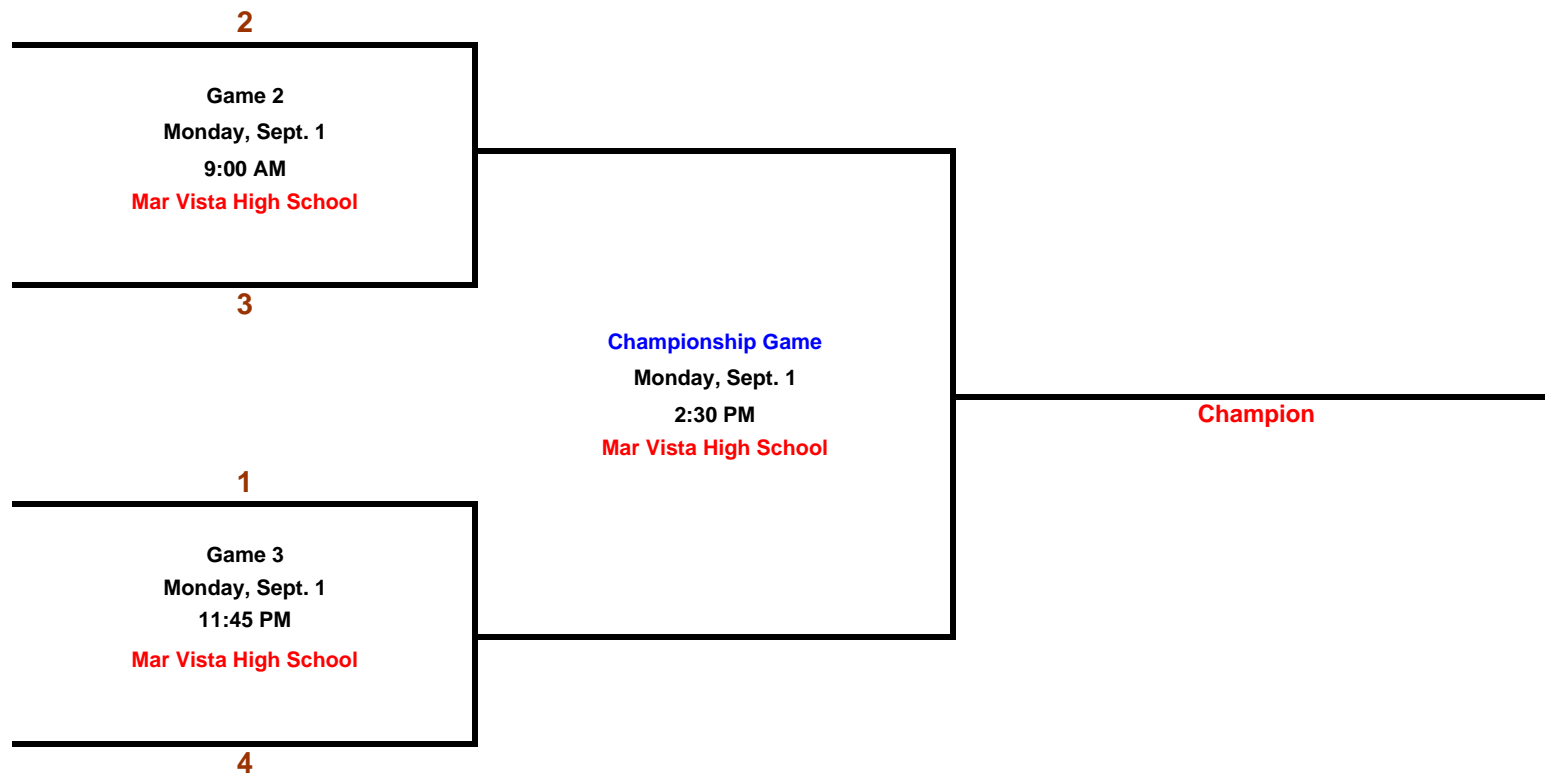 2
Game 2
Monday, Sept. 1
9:00 AM
Mar Vista High School
3
Championship Game
Monday, Sept. 1
2:30 PM
Mar Vista High School
Champion
1
Game 3
Monday, Sept. 1
11:45 PM
Mar Vista High School
4